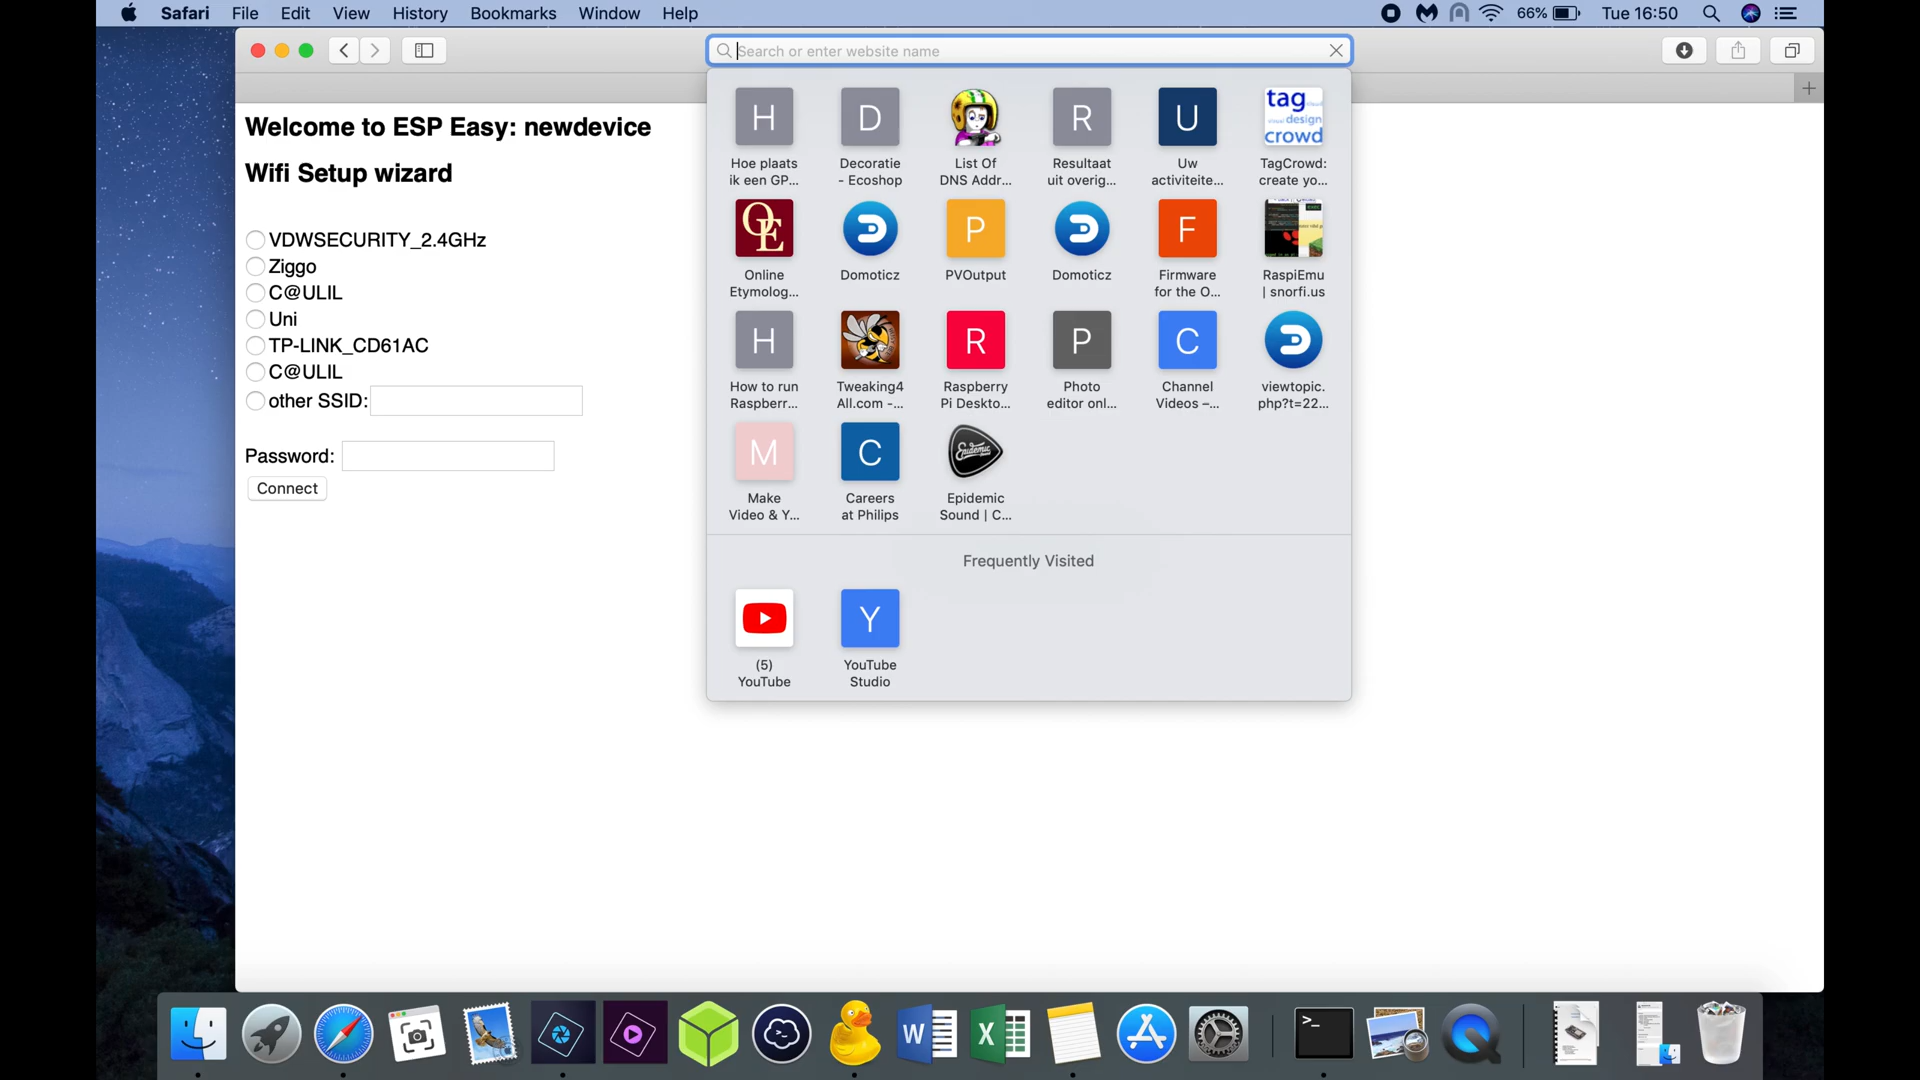 Safari File Edit View History Bookmarks Window Help 66% Tue 16:50
Search or enter website name
Welcome to ESP Easy: newdevice
Wifi Setup wizard
VDWSECURITY_2.4GHz
Ziggo
C@ULIL
Uni
TP-LINK_CD61AC
C@ULIL
other SSID:
Password:
Connect
H D R U tag
visual design
crowd
Hoe plaats Decoratie List Of Resultaat Uw TagCrowd:
ik een GP... - Ecoshop DNS Addr... uit overig... activiteite... create yo...
OE P F
Online Domoticz PVOutput Domoticz Firmware RaspiEmu
Etymolog... for the O... | snorfi.us
H R P C
How to run Tweaking4 Raspberry Photo Channel viewtopic.
Raspberr... All.com -... Pi Deskto... editor onl... Videos –... php?t=22...
M C Epidemic
Make Careers Epidemic
Video & Y... at Philips Sound | C...
Frequently Visited
Y
(5) YouTube
YouTube Studio
W X >_